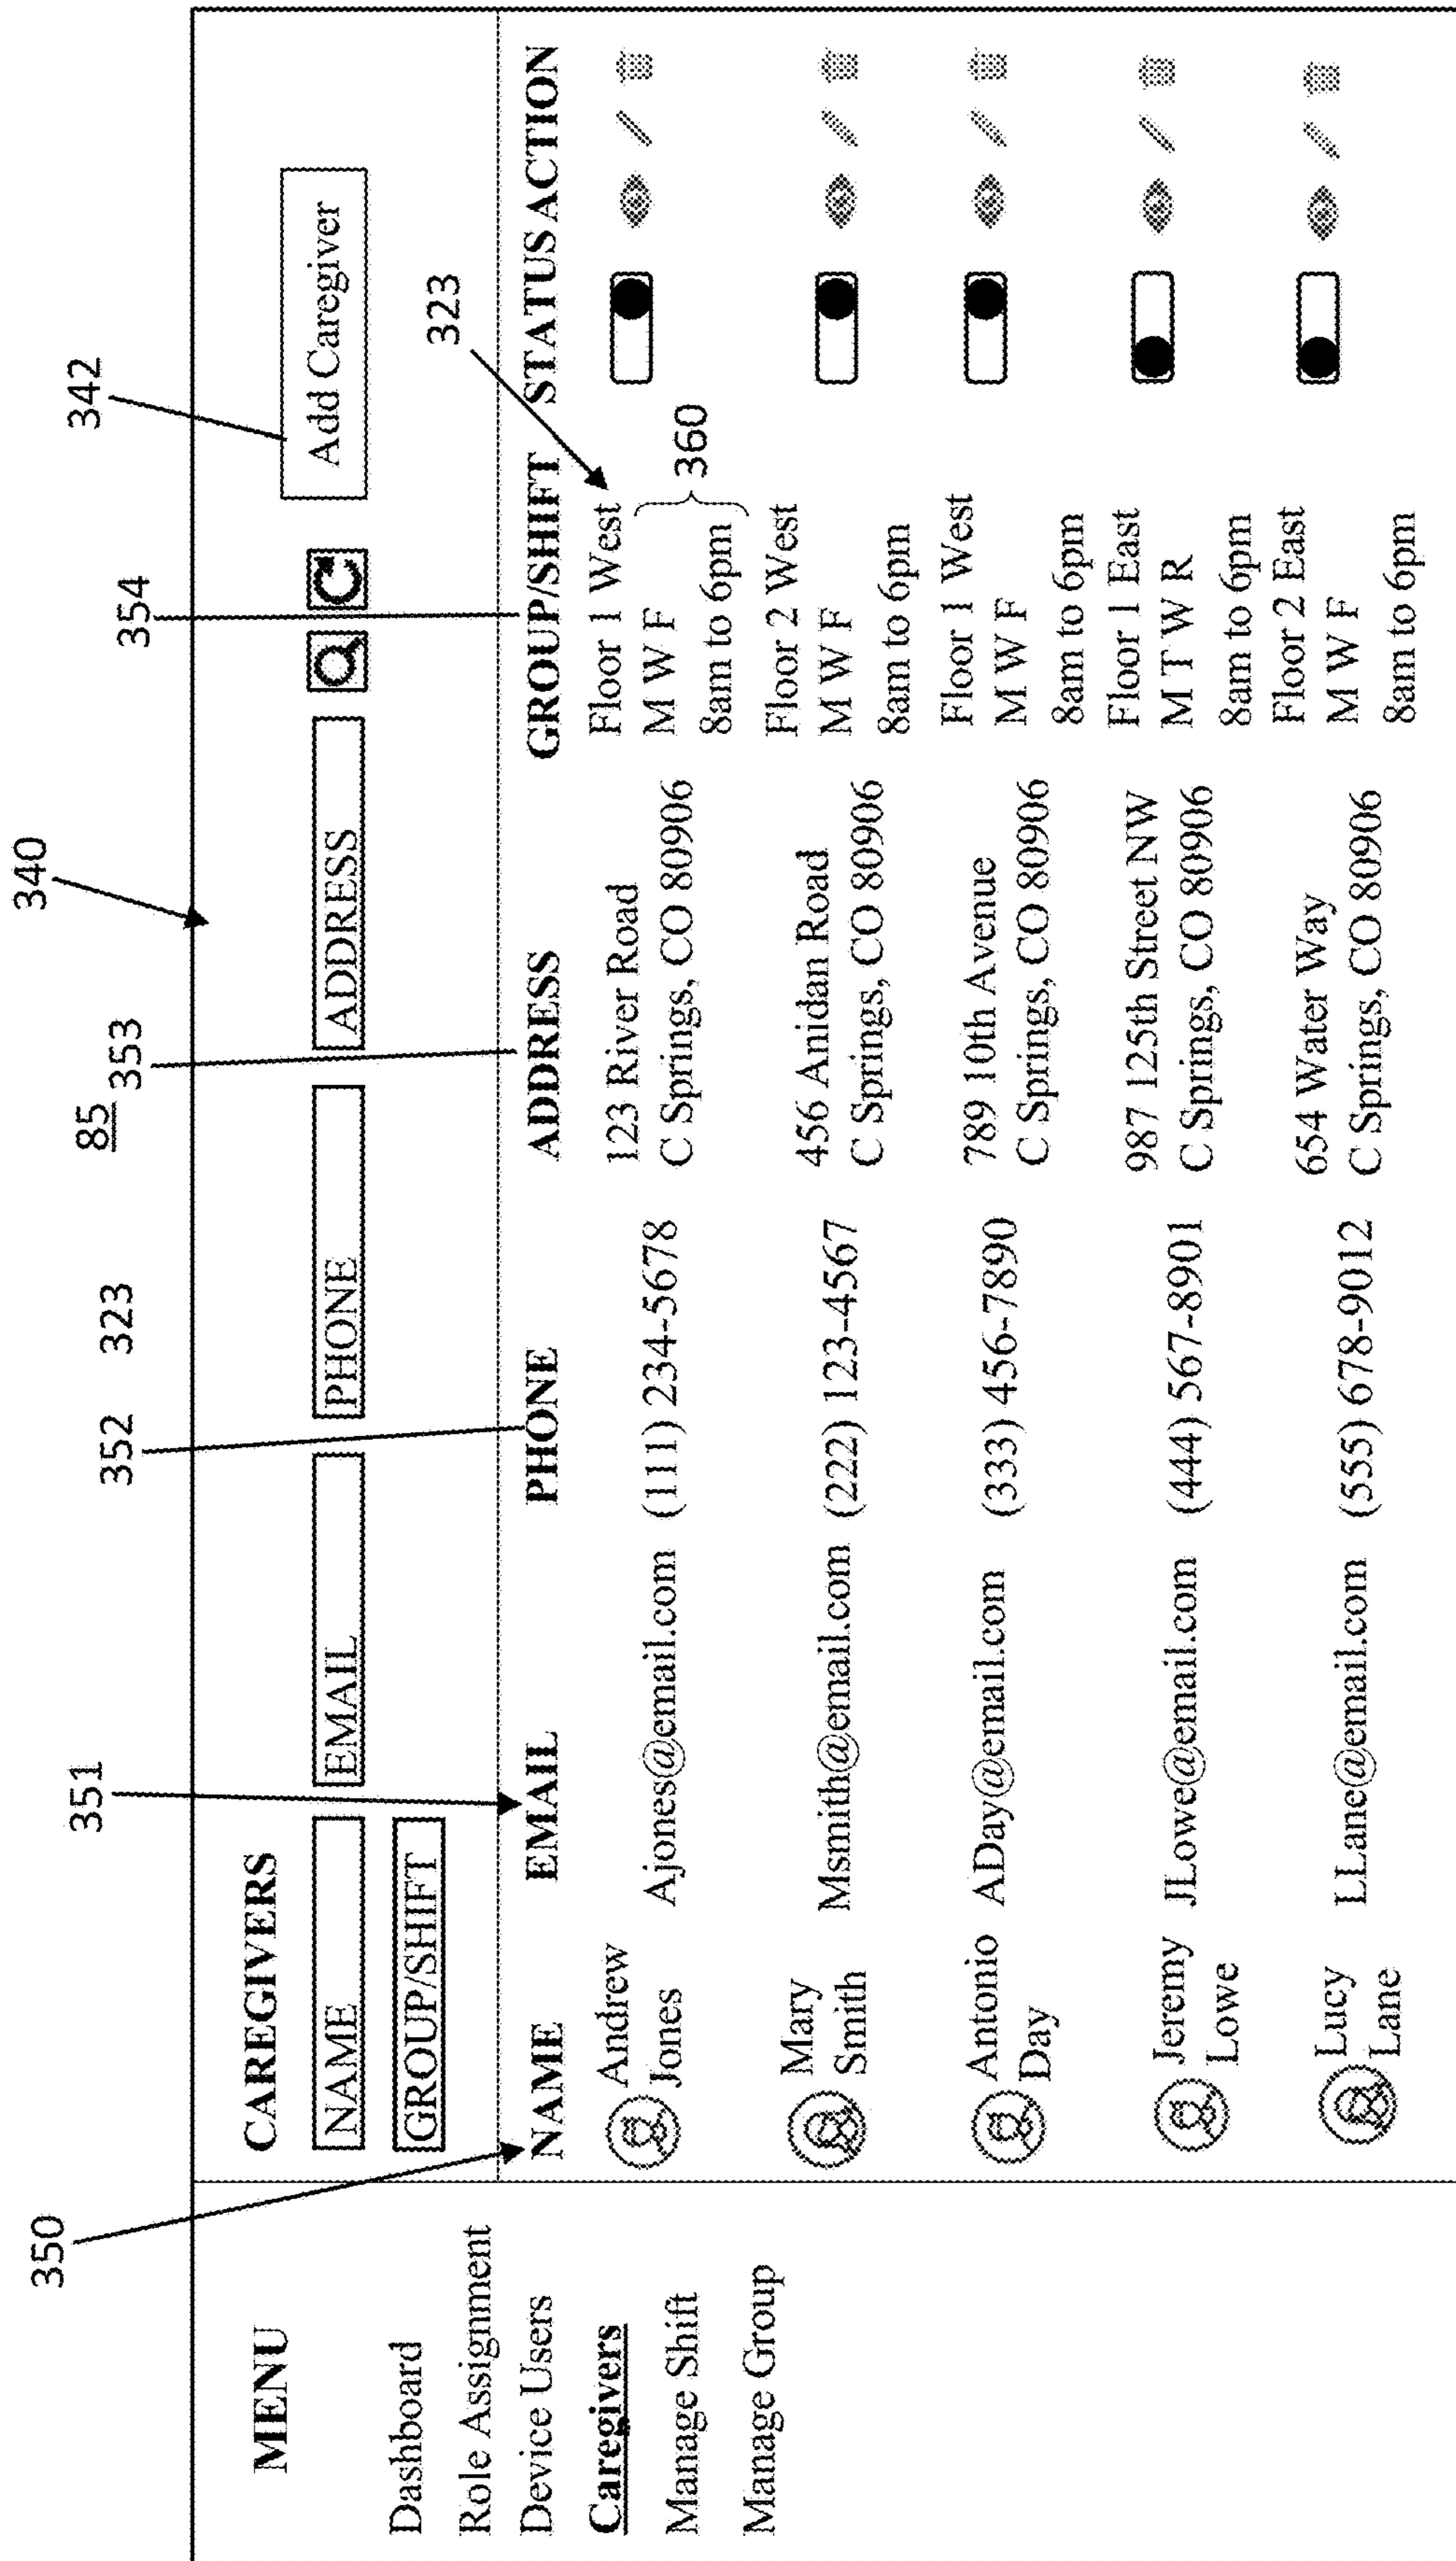 340
85
350
351
352
323
353
354
342
MENU
Dashboard
Role Assignment
Device Users
Caregivers
Manage Shift
Manage Group
CAREGIVERS
NAME
EMAIL
PHONE
ADDRESS
Add Caregiver
GROUP/SHIFT
323
NAME EMAIL PHONE ADDRESS GROUP/SHIFT STATUS ACTION
Andrew
Jones
Ajones@email.com
(111) 234-5678
123 River Road
C Springs, CO 80906
Floor 1 West
M W F
8am to 6pm
360
Mary
Smith
Msmith@email.com
(222) 123-4567
456 Anidan Road
C Springs, CO 80906
Floor 2 West
M W F
8am to 6pm
Antonio
Day
ADay@email.com
(333) 456-7890
789 10th Avenue
C Springs, CO 80906
Floor 1 West
M W F
8am to 6pm
Jeremy
Lowe
JLowe@email.com
(444) 567-8901
987 125th Street NW
C Springs, CO 80906
Floor 1 East
M T W R
8am to 6pm
Lucy
Lane
LLane@email.com
(555) 678-9012
654 Water Way
C Springs, CO 80906
Floor 2 East
M W F
8am to 6pm